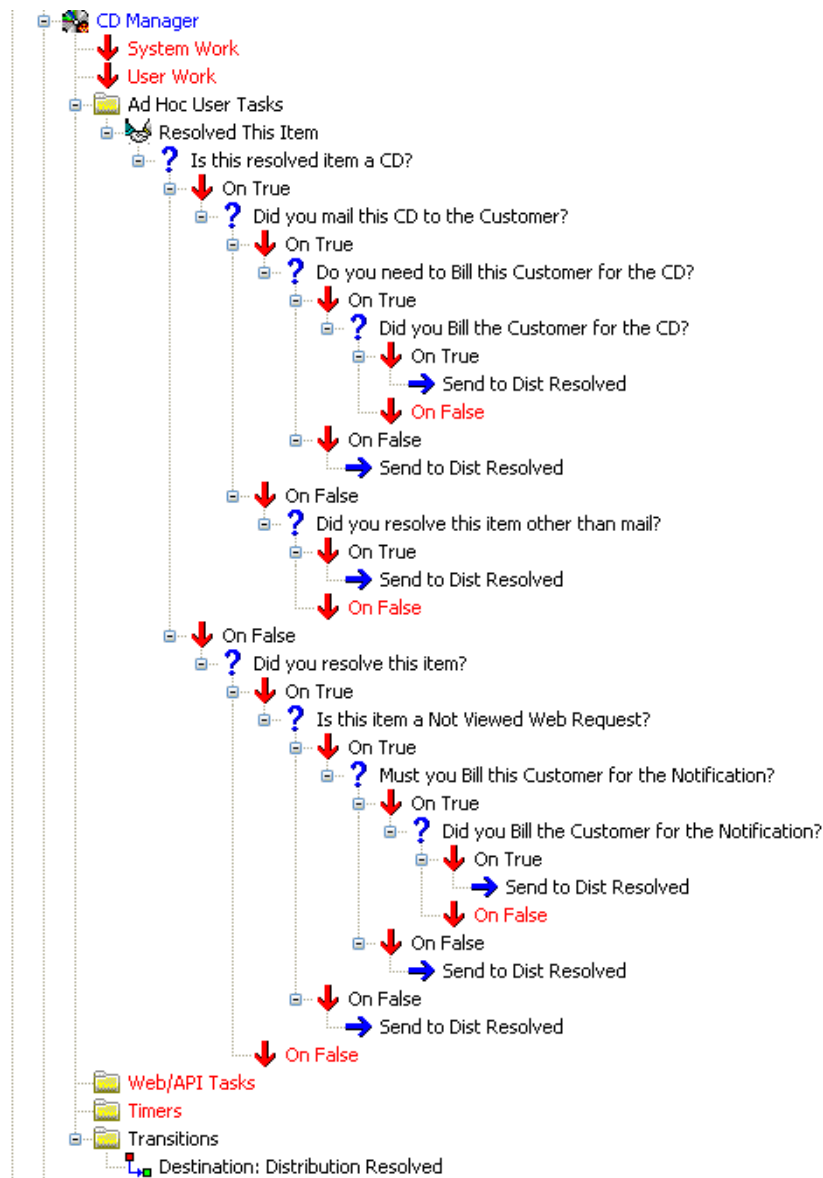 CD Manager
System Work
User Work
Ad Hoc User Tasks
Resolved This Item
Is this resolved item a CD?
On True
Did you mail this CD to the Customer?
On True
Do you need to Bill this Customer for the CD?
On True
Did you Bill the Customer for the CD?
On True
Send to Dist Resolved
On False
On False
Send to Dist Resolved
On False
Did you resolve this item other than mail?
On True
Send to Dist Resolved
On False
On False
Did you resolve this item?
On True
Is this item a Not Viewed Web Request?
On True
Must you Bill this Customer for the Notification?
On True
Did you Bill the Customer for the Notification?
On True
Send to Dist Resolved
On False
On False
Send to Dist Resolved
On False
Send to Dist Resolved
On False
Web/API Tasks
Timers
Transitions
Destination: Distribution Resolved